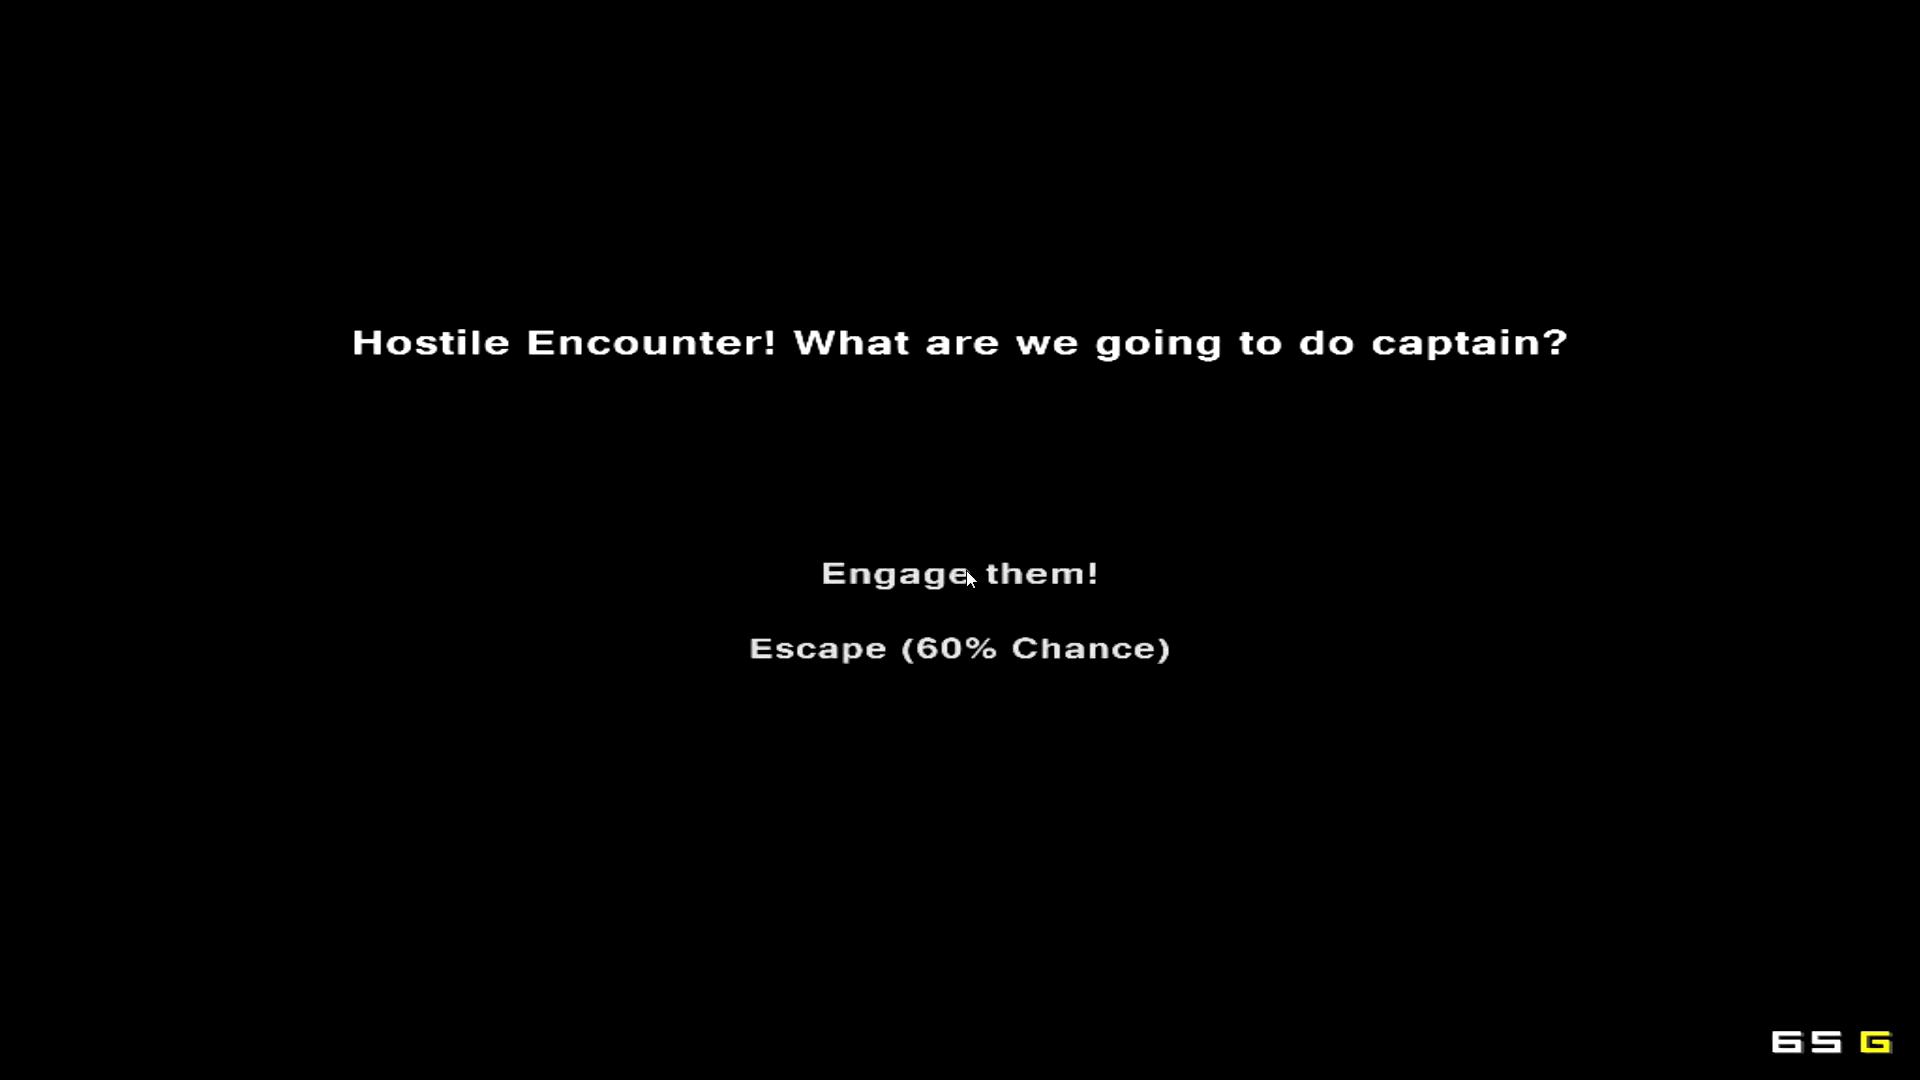 Hostile Encounter! What are we going to do captain?
Engage them!
Escape (60% Chance)
65 G